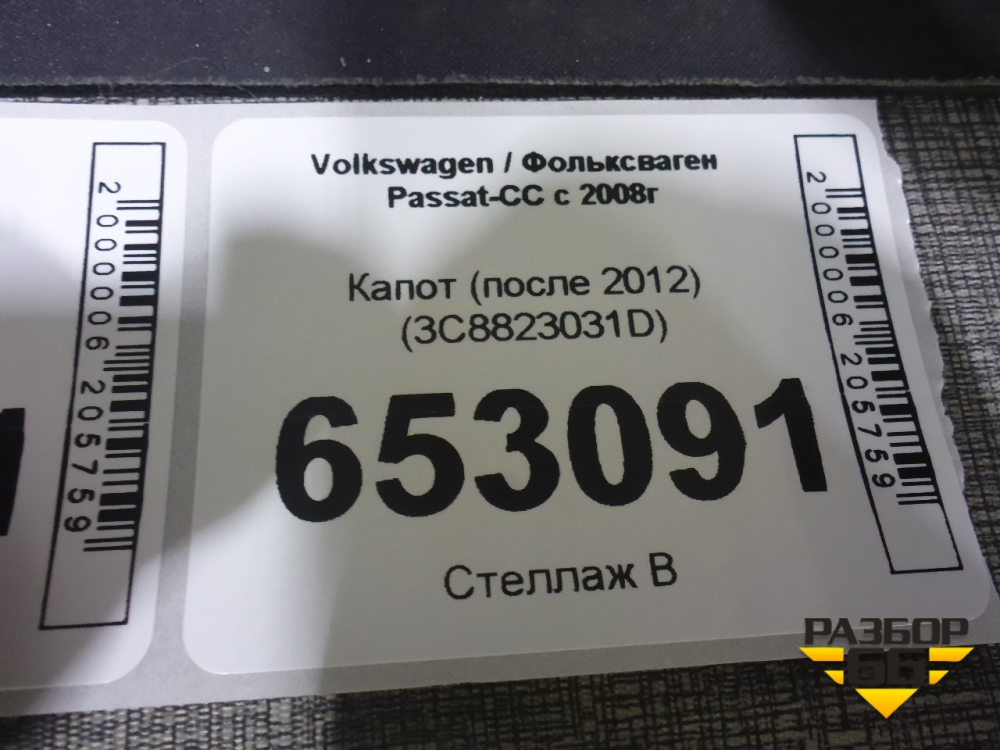 Volkswagen / Фольксваген
Passat-CC с 2008г
Капот (после 2012)
(3C8823031D)
653091
Стеллаж В
2000006205759
2000006205759
РАЗБОР
66